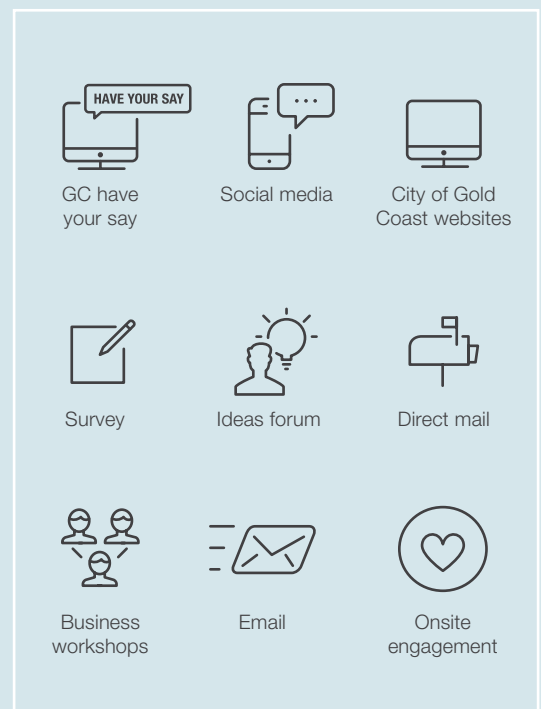 HAVE YOUR SAY
GC have
your say
Social media
City of Gold
Coast websites
Survey
Ideas forum
Direct mail
Business
workshops
Email
Onsite
engagement